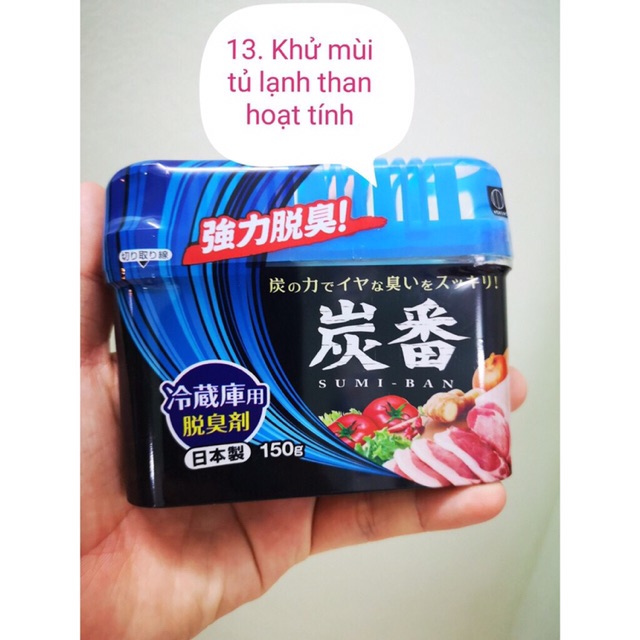 13. Khử mùi
tủ lạnh than
hoạt tính
強力脱臭!
切り取り線
炭の力でイヤな臭いをスッキリ!
炭番
SUMI-BAN
冷蔵庫用
脱臭剤
日本製 150g